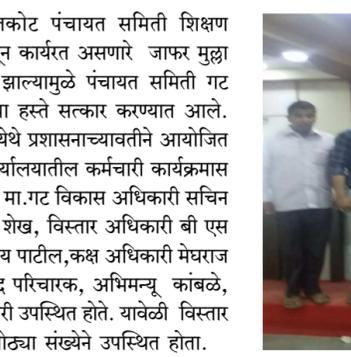 पंचायत समिती शिक्षण
कार्यरत असणारे जाफर मुल्ला
झाल्यामुळे पंचायत समिती गट
हस्ते सत्कार करण्यात आले.
येथे प्रशासनाच्यावतीने आयोजित
कर्मचारी कार्यक्रमास
मा.गट विकास अधिकारी सचिन
शेख, विस्तार अधिकारी बी एस
पाटील,कक्ष अधिकारी मेघराज
परिचारक, अभिमन्यू कांबळे,
उपस्थित होते. यावेळी विस्तार
संख्येने उपस्थित होता.